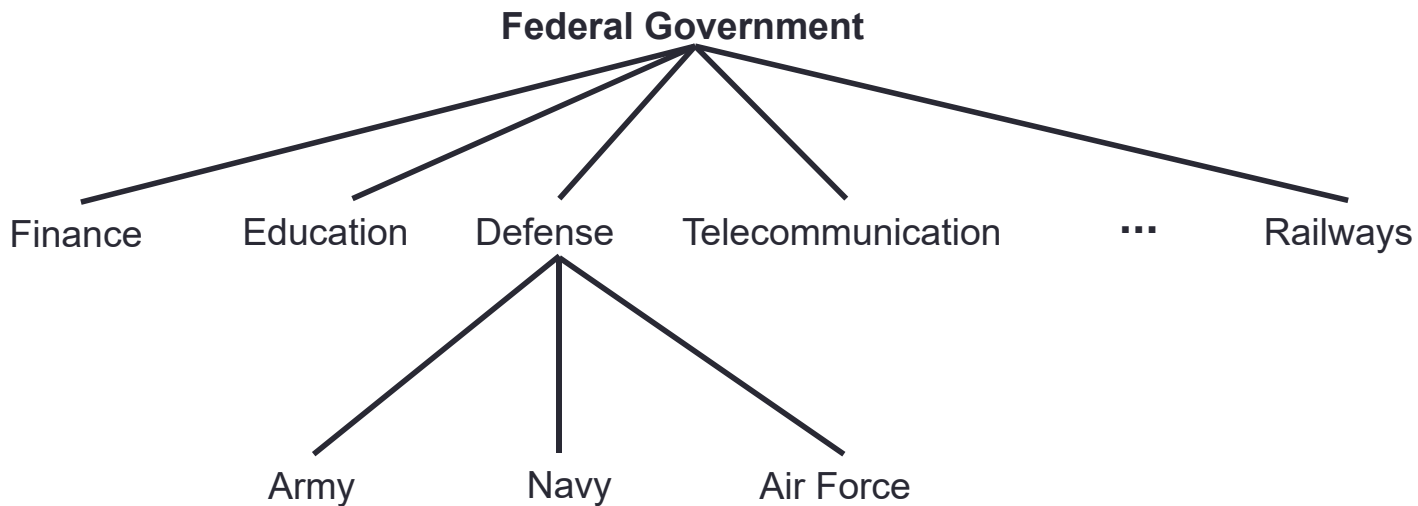 Federal Government
Finance
Education
Defense
Telecommunication
...
Railways
Army
Navy
Air Force